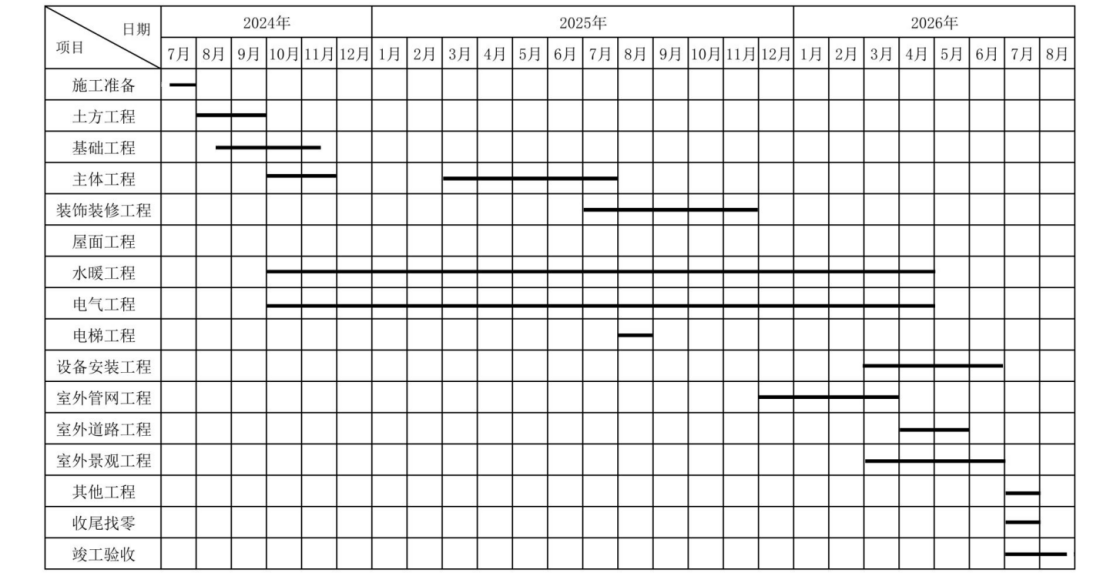 日期
2024年 2025年 2026年
项目
7月 8月 9月 10月 11月 12月 1月 2月 3月 4月 5月 6月 7月 8月 9月 10月 11月 12月 1月 2月 3月 4月 5月 6月 7月 8月
施工准备
土方工程
基础工程
主体工程
装饰装修工程
屋面工程
水暖工程
电气工程
电梯工程
设备安装工程
室外管网工程
室外道路工程
室外景观工程
其他工程
收尾找零
竣工验收